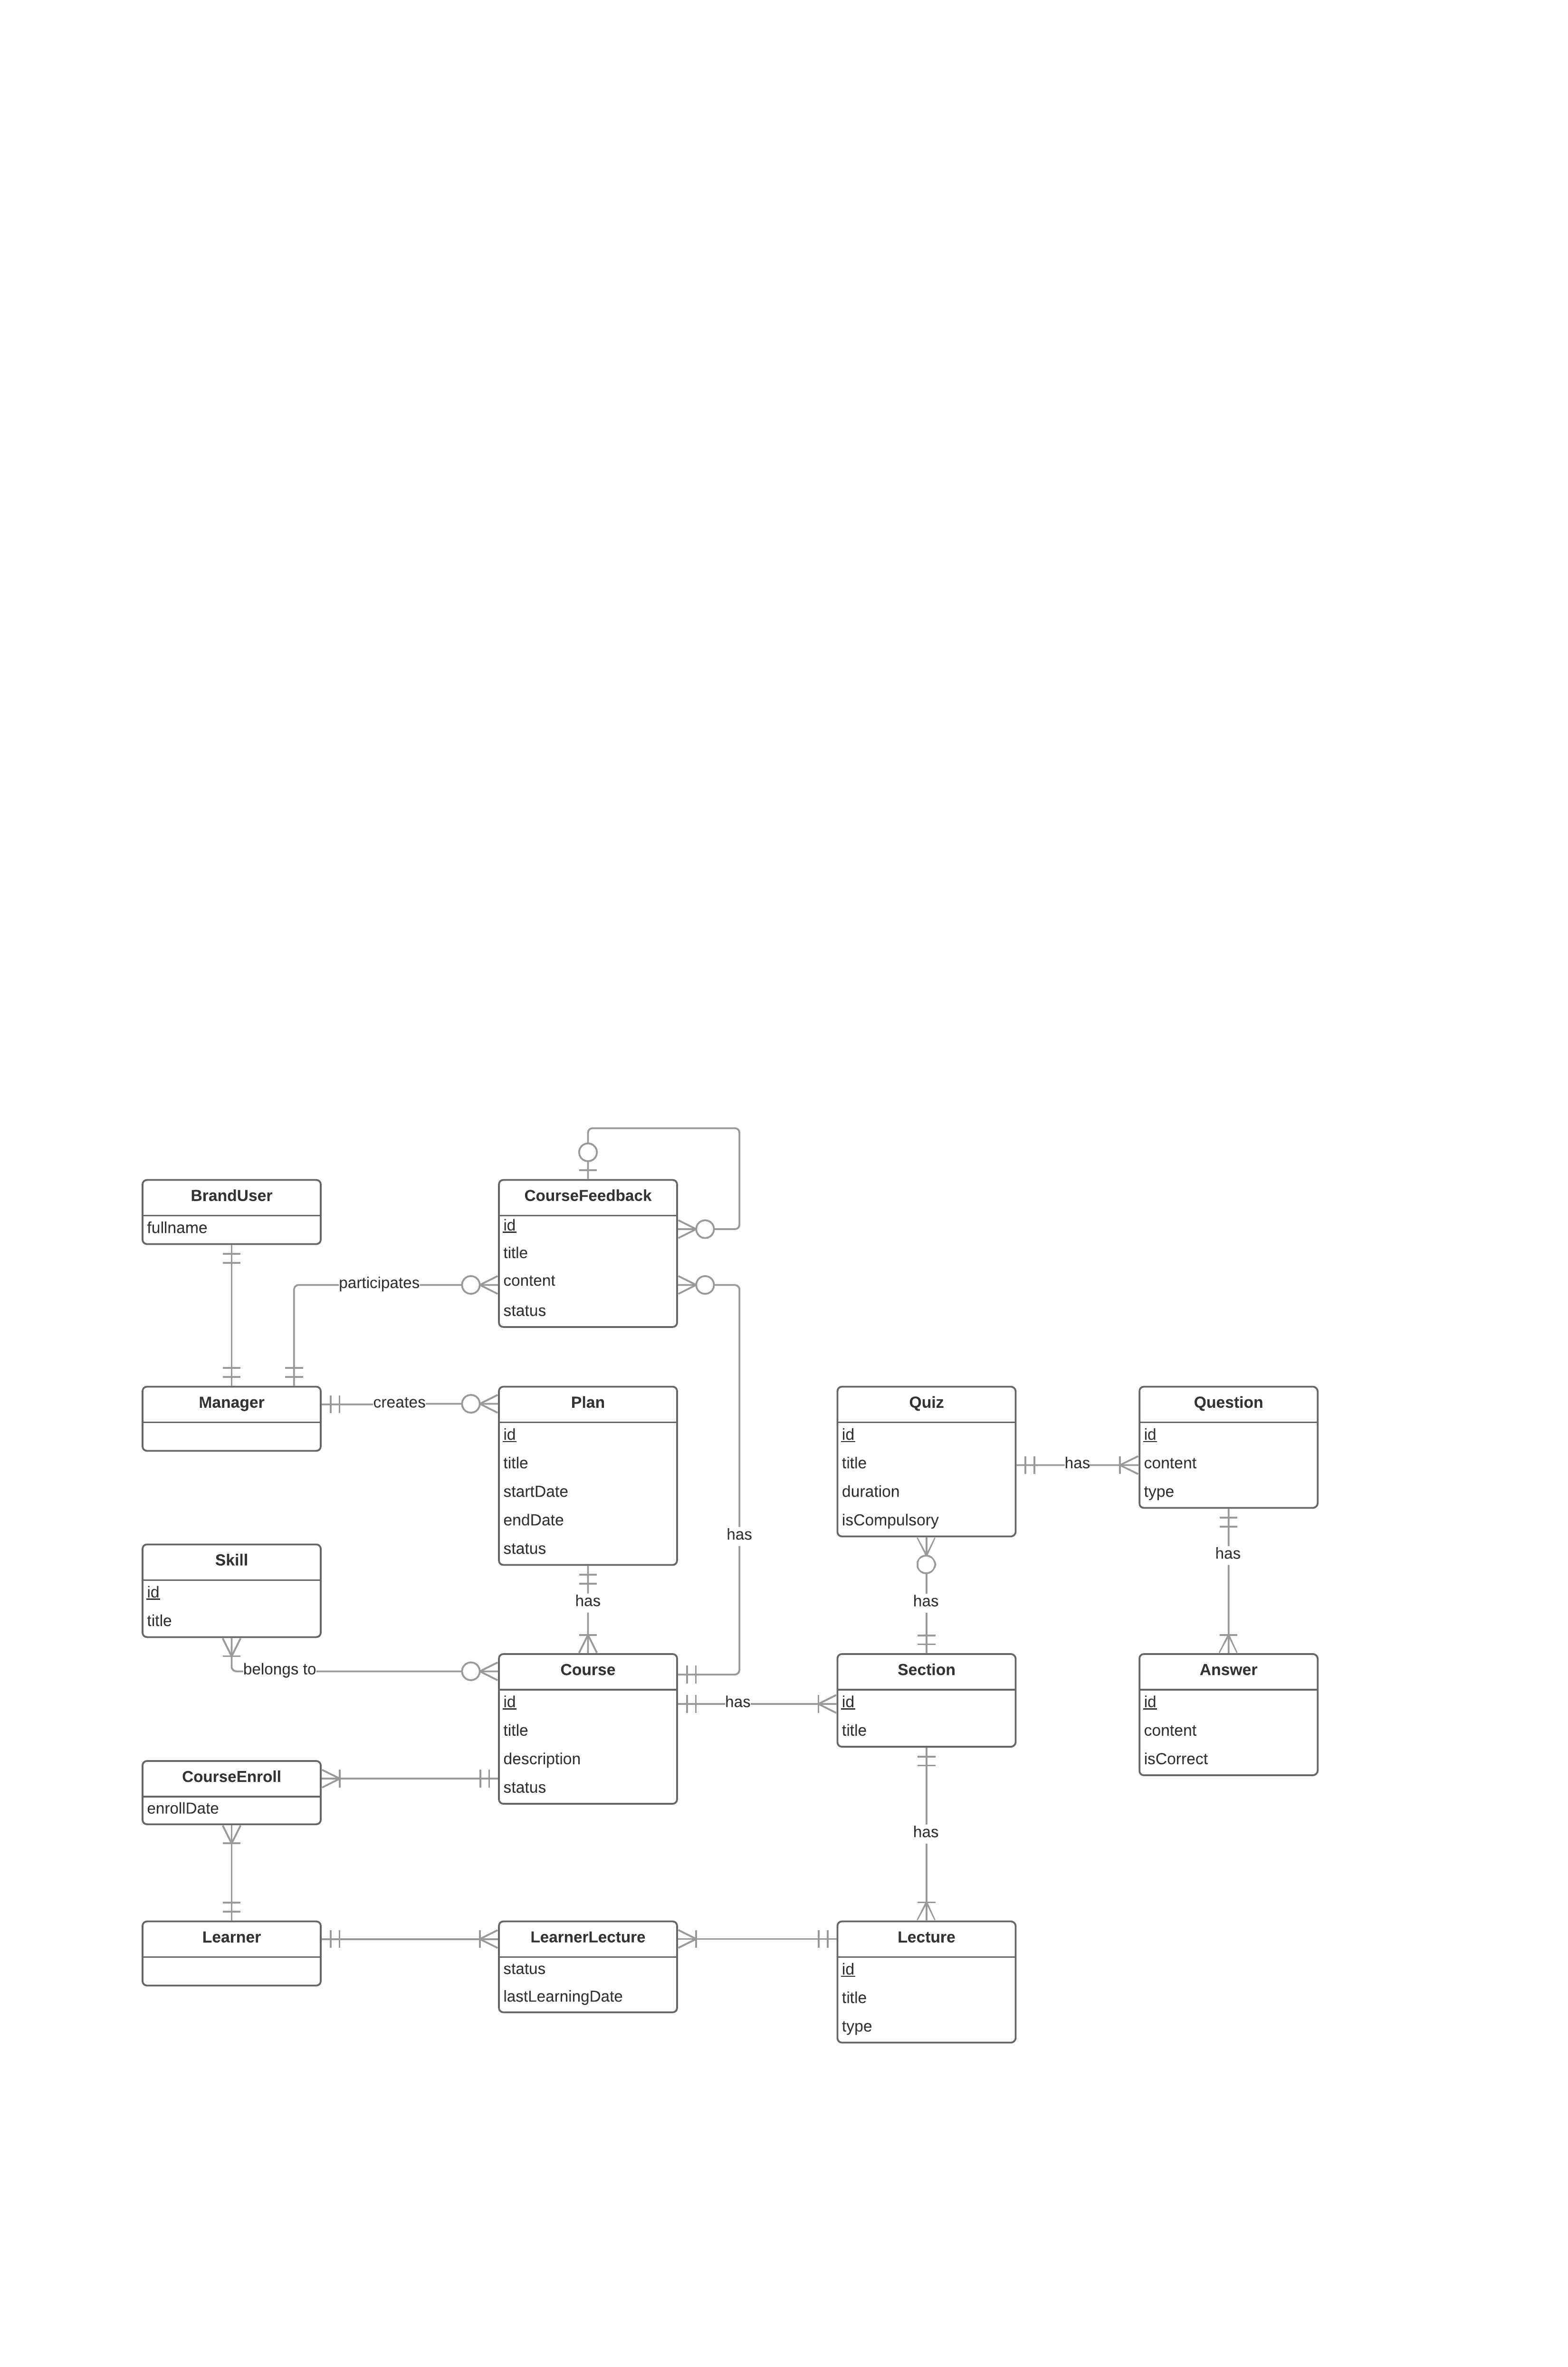 BrandUser
fullname
CourseFeedback
id
title
content
status
participates
Manager
creates
Plan
id
title
startDate
endDate
status
has
Quiz
id
title
duration
isCompulsory
has
Question
id
content
type
has
Skill
id
title
belongs to
has
has
Course
id
title
description
status
has
Section
id
title
Answer
id
content
isCorrect
CourseEnroll
enrollDate
has
Learner
LearnerLecture
status
lastLearningDate
Lecture
id
title
type